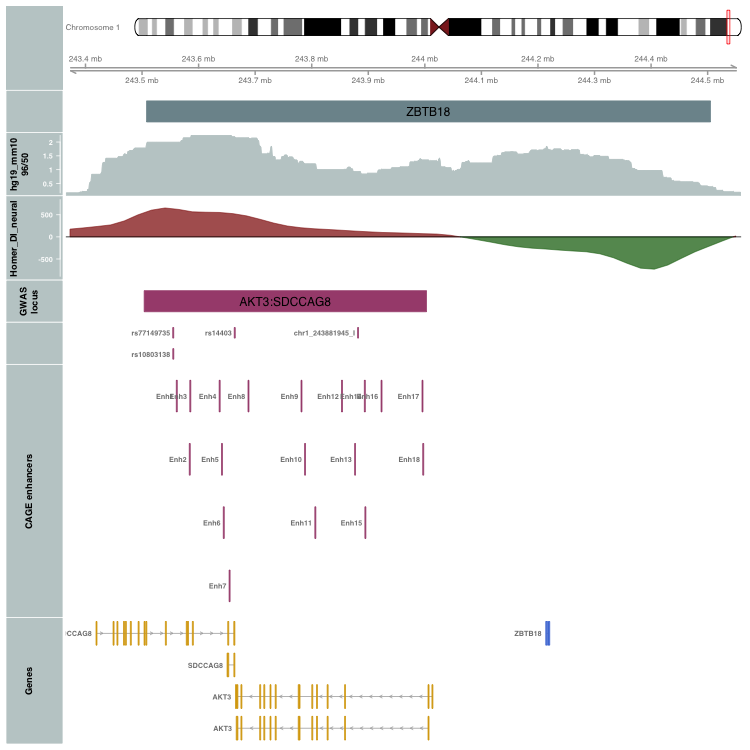 Chromosome 1
243.4 mb 243.6 mb 243.8 mb 244 mb 244.2 mb 244.4 mb
243.5 mb 243.7 mb 243.9 mb 244.1 mb 244.3 mb 244.5 mb
ZBTB18
hg19_mm10
96/50
2
1.5
1
0.5
Homer_DI_neural
500
0
-500
GWAS
locus
AKT3:SDCCAG8
rs77149735 rs14403 chr1_243881945_I
rs10803138
CAGE enhancers
Enh3 Enh4 Enh8 Enh9 Enh12 Enh16 Enh17
Enh2 Enh5 Enh10 Enh13 Enh18
Enh6 Enh11 Enh15
Enh7
Genes
CCAG8 ZBTB18
SDCCAG8
AKT3
AKT3